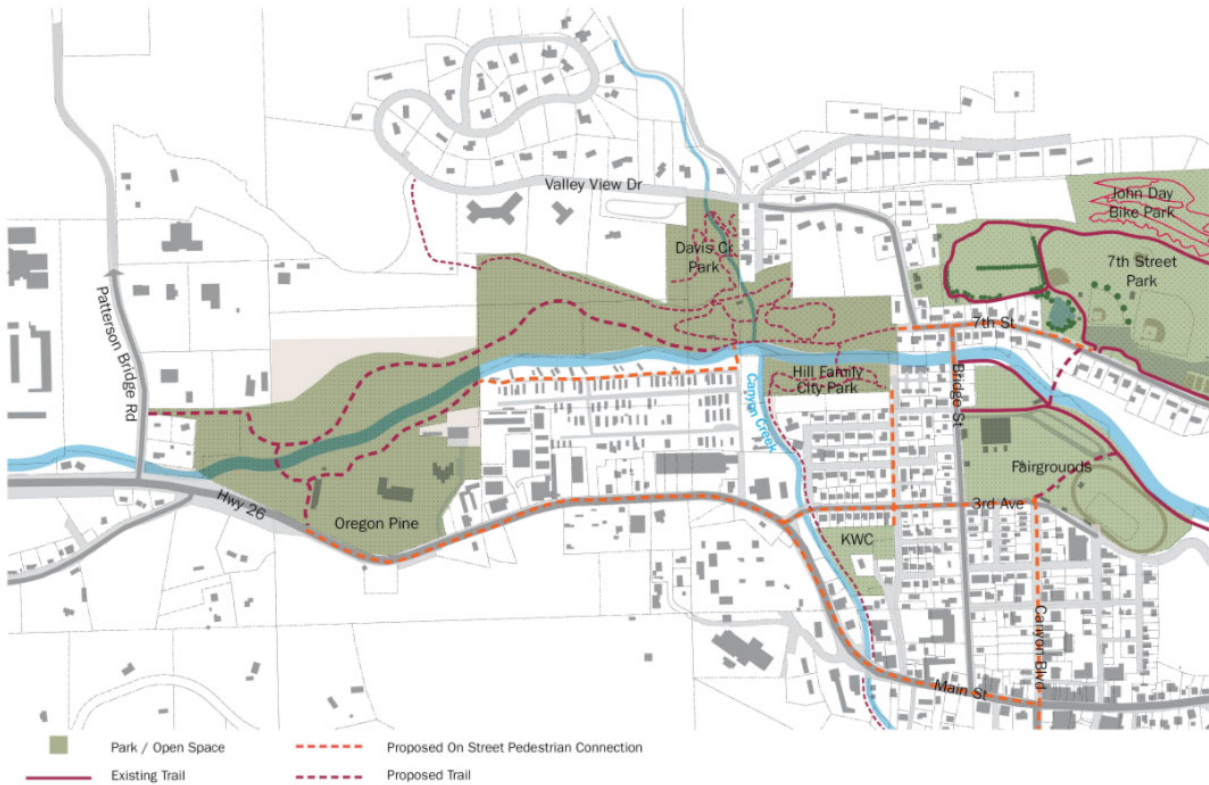 Valley View Dr
John Day
Bike Park
Davis Cr
Park
7th Street
Park
Patterson Bridge Rd
7th St
Bridge St
Hill Family
City Park
Canyon Creek
Fairgrounds
Hwy 26
Oregon Pine
3rd Ave
KWC
Canyon Blvd
Main St
Park / Open Space
Proposed On Street Pedestrian Connection
Existing Trail
Proposed Trail